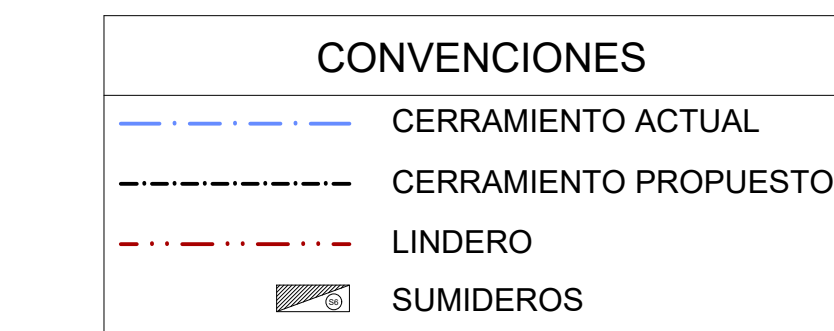 CONVENCIONES
CERRAMIENTO ACTUAL
CERRAMIENTO PROPUESTO
LINDERO
S6 SUMIDEROS